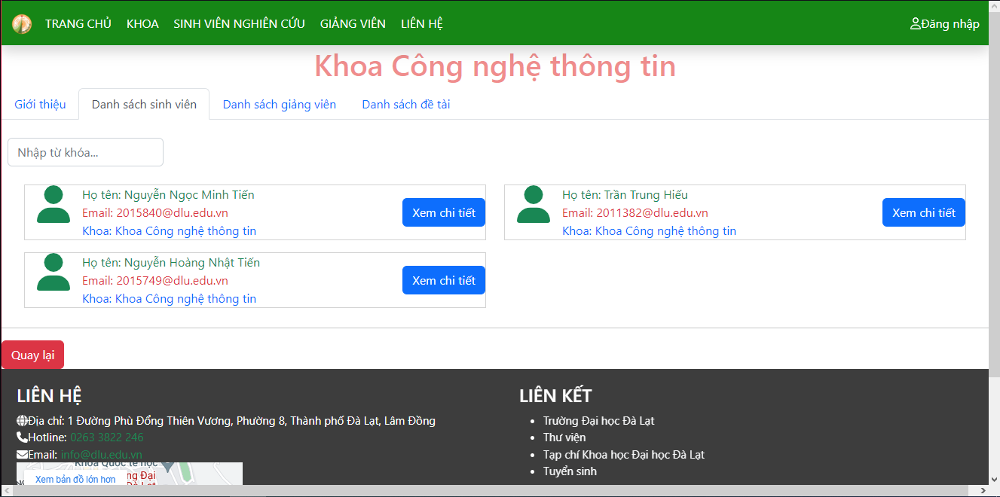 TRANG CHỦ KHOA SINH VIÊN NGHIÊN CỨU GIẢNG VIÊN LIÊN HỆ Đăng nhập
Khoa Công nghệ thông tin
Giới thiệu Danh sách sinh viên Danh sách giảng viên Danh sách đề tài
Nhập từ khóa...
Họ tên: Nguyễn Ngọc Minh Tiến
Email: 2015840@dlu.edu.vn
Khoa: Khoa Công nghệ thông tin
Xem chi tiết
Họ tên: Trần Trung Hiếu
Email: 2011382@dlu.edu.vn
Khoa: Khoa Công nghệ thông tin
Xem chi tiết
Họ tên: Nguyễn Hoàng Nhật Tiến
Email: 2015749@dlu.edu.vn
Khoa: Khoa Công nghệ thông tin
Xem chi tiết
Quay lại
LIÊN HỆ
Địa chỉ: 1 Đường Phù Đổng Thiên Vương, Phường 8, Thành phố Đà Lạt, Lâm Đồng
Hotline: 0263 3822 246
Email: info@dlu.edu.vn
Khoa Quốc tế học
Xem bản đồ lớn hơn
ng Đại
LIÊN KẾT
Trường Đại học Đà Lạt
Thư viện
Tạp chí Khoa học Đại học Đà Lạt
Tuyển sinh